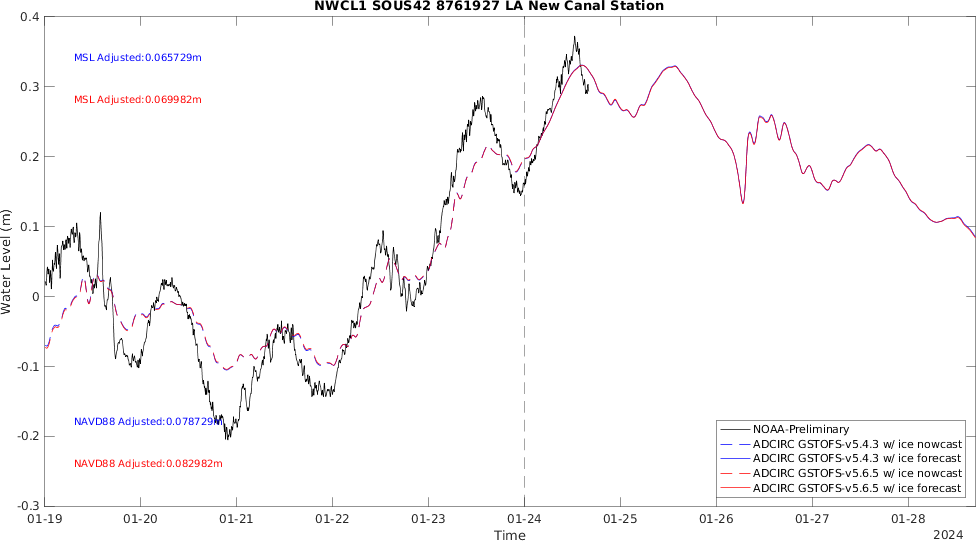 NWCL1 SOUS42 8761927 LA New Canal Station
0.4
MSL Adjusted:0.065729m
0.3
MSL Adjusted:0.069982m
0.2
0.1
Water Level (m)
0
-0.1
NAVD88 Adjusted:0.078729m
-0.2
NAVD88 Adjusted:0.082982m
-0.3
NOAA-Preliminary
ADCIRC GSTOFS-v5.4.3 w/ ice nowcast
ADCIRC GSTOFS-v5.4.3 w/ ice forecast
ADCIRC GSTOFS-v5.6.5 w/ ice nowcast
ADCIRC GSTOFS-v5.6.5 w/ ice forecast
01-19 01-20 01-21 01-22 01-23 01-24 01-25 01-26 01-27 01-28
Time
2024